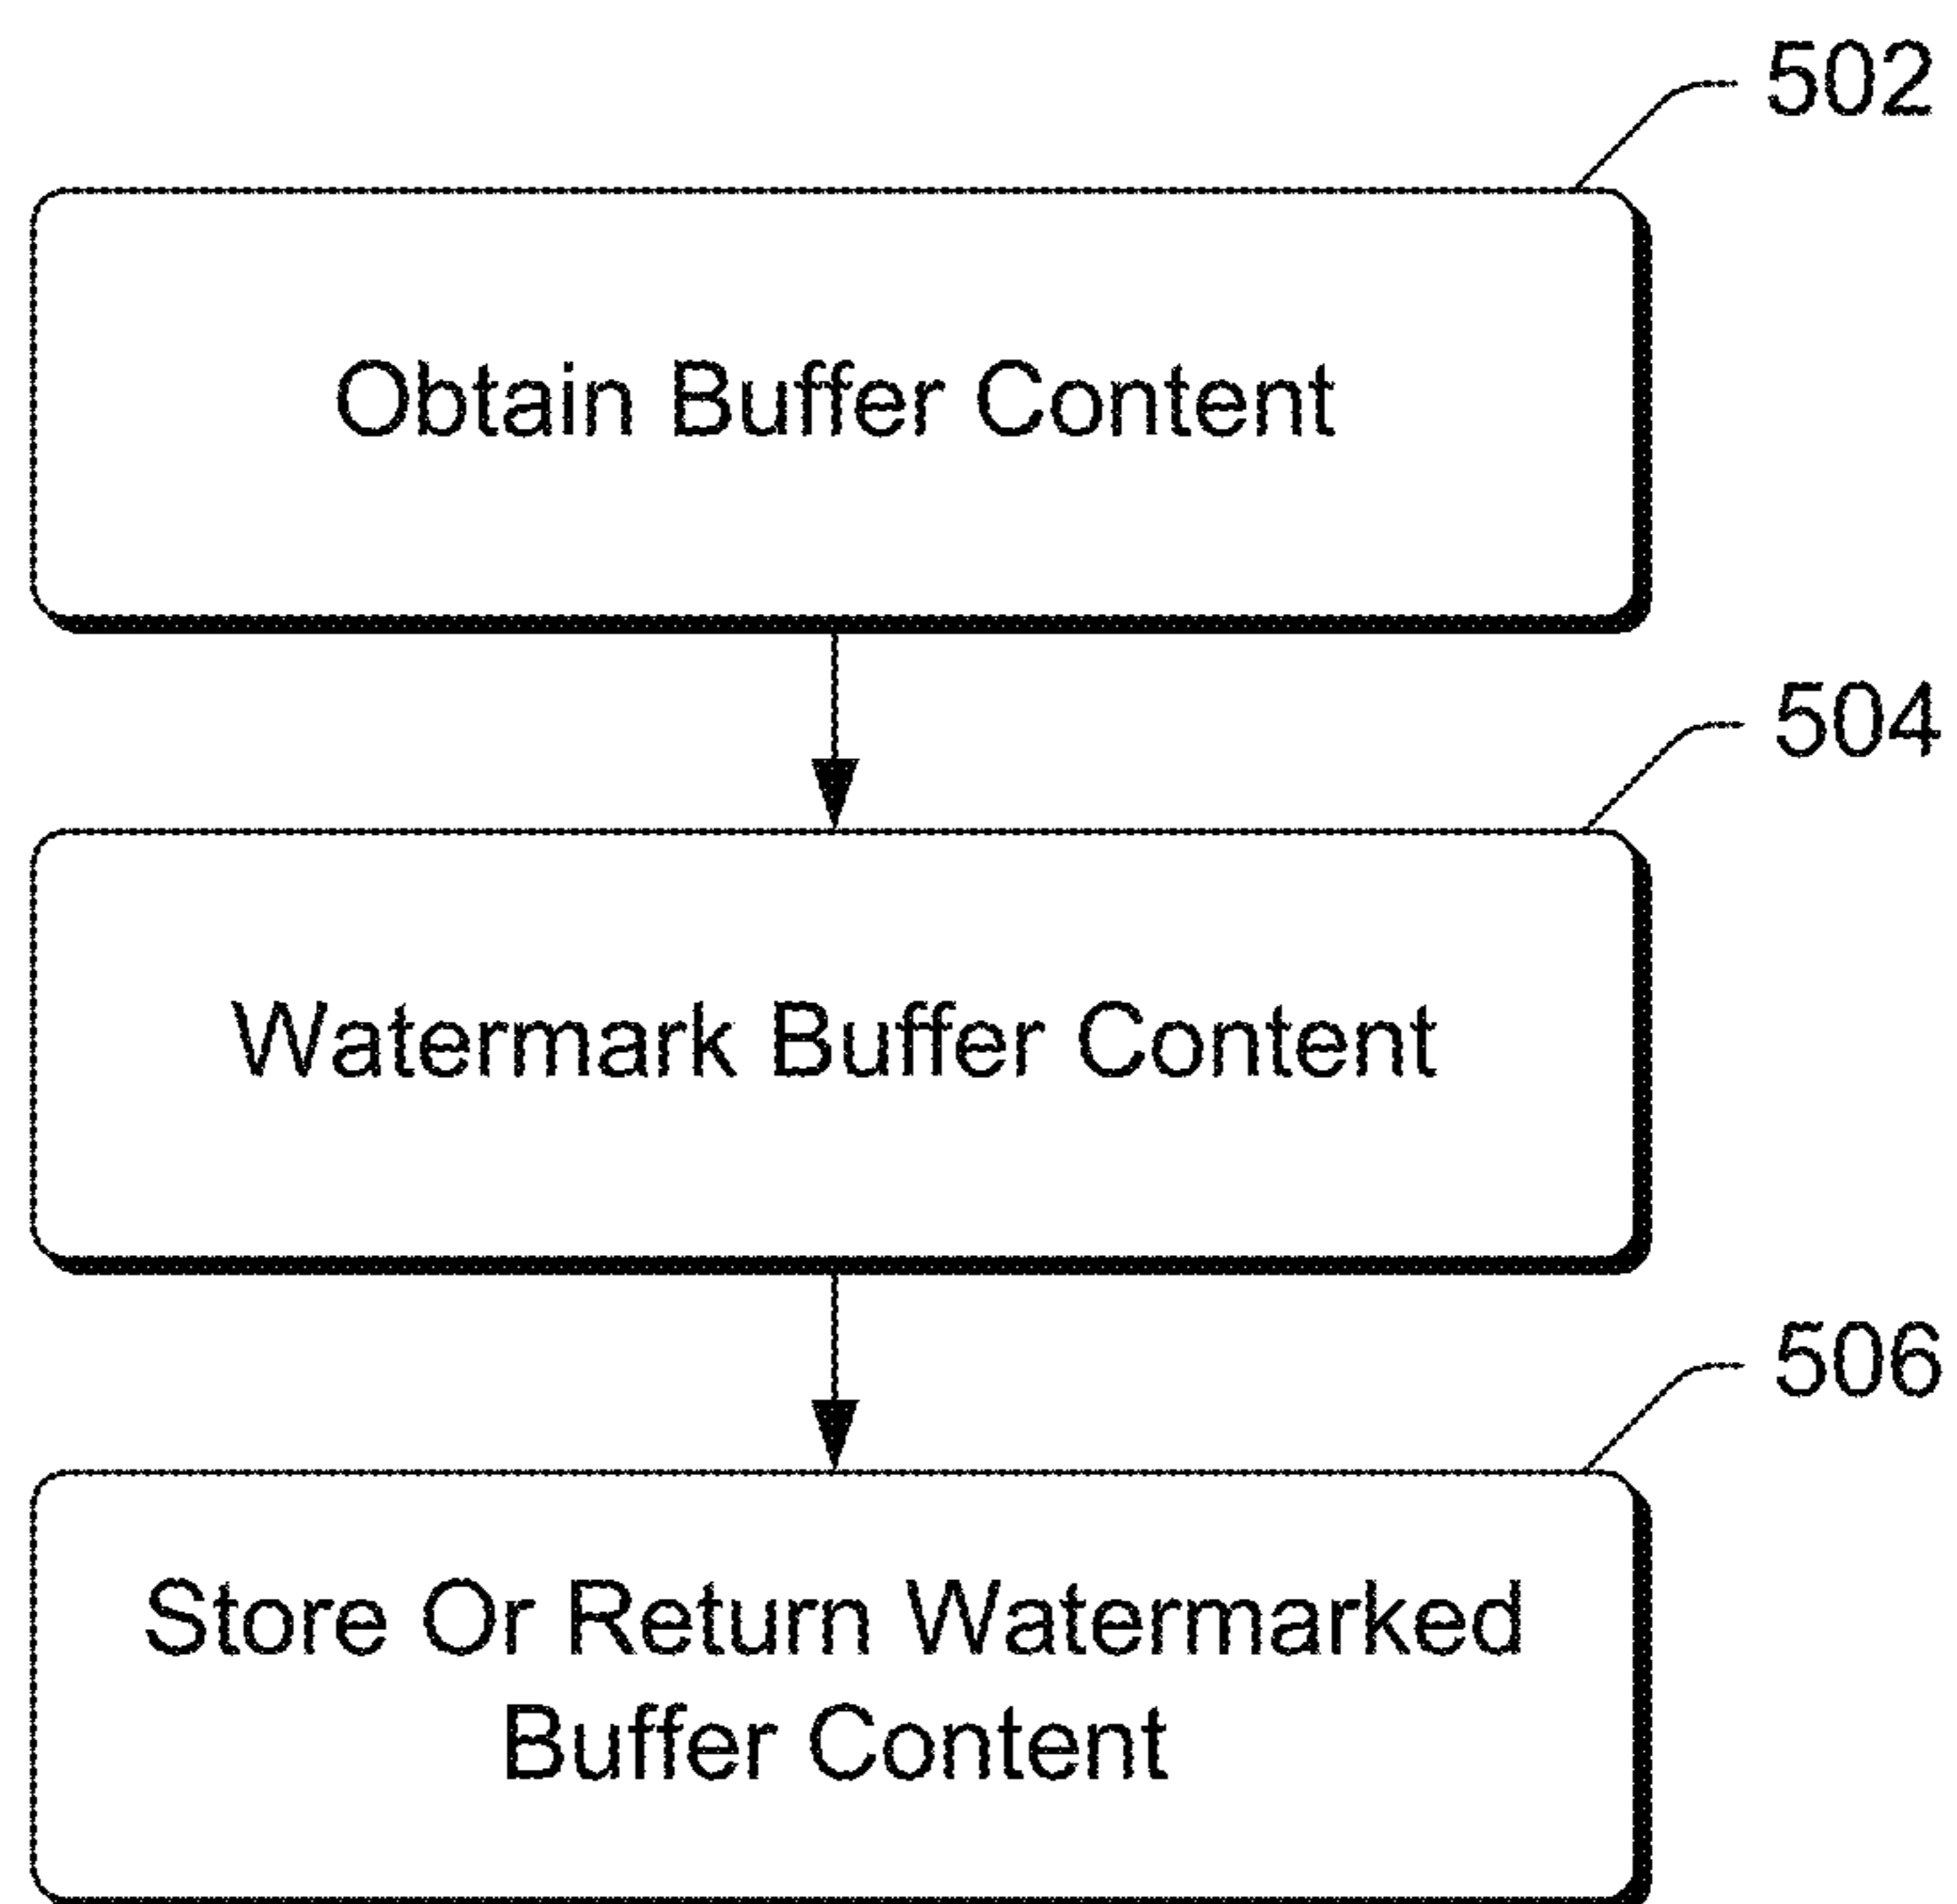 502
Obtain Buffer Content
504
Watermark Buffer Content
506
Store Or Return Watermarked
Buffer Content